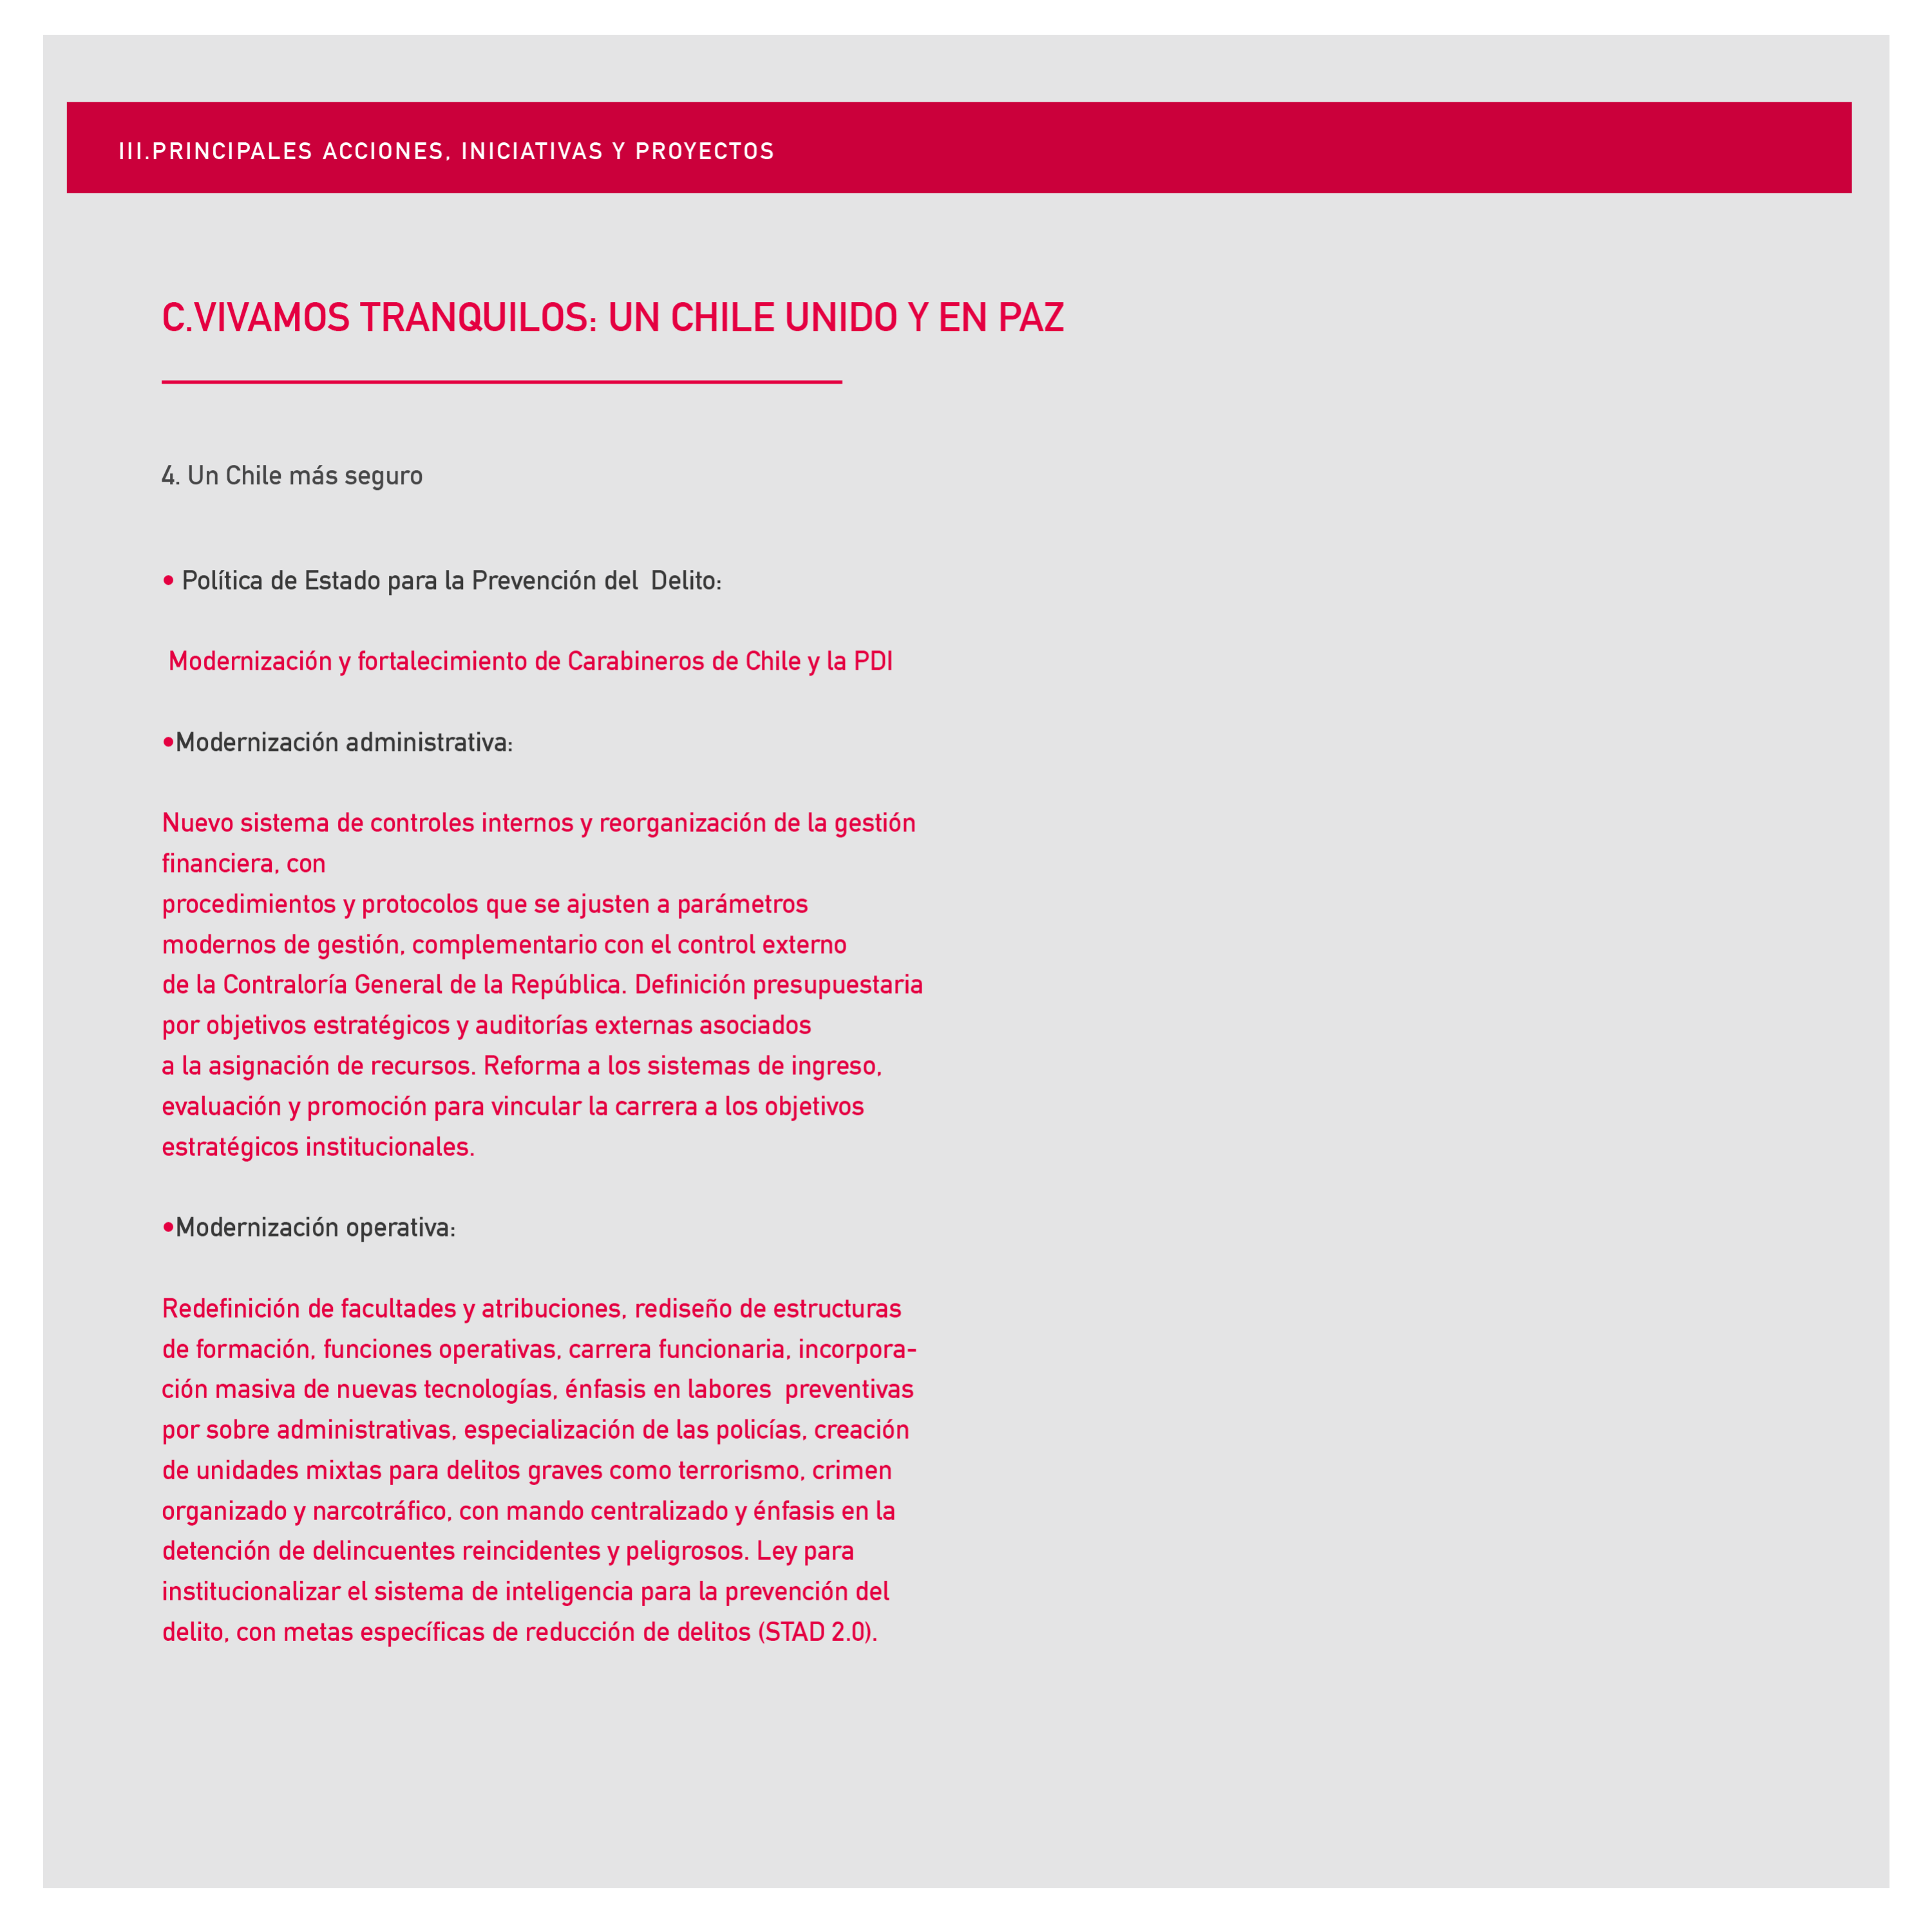 III.PRINCIPALES ACCIONES, INICIATIVAS Y PROYECTOS
C.VIVAMOS TRANQUILOS: UN CHILE UNIDO Y EN PAZ
4. Un Chile más seguro
• Política de Estado para la Prevención del  Delito:
Modernización y fortalecimiento de Carabineros de Chile y la PDI
•Modernización administrativa:
Nuevo sistema de controles internos y reorganización de la gestión
financiera, con
procedimientos y protocolos que se ajusten a parámetros
modernos de gestión, complementario con el control externo
de la Contraloría General de la República. Definición presupuestaria
por objetivos estratégicos y auditorías externas asociados
a la asignación de recursos. Reforma a los sistemas de ingreso,
evaluación y promoción para vincular la carrera a los objetivos
estratégicos institucionales.
•Modernización operativa:
Redefinición de facultades y atribuciones, rediseño de estructuras
de formación, funciones operativas, carrera funcionaria, incorpora-
ción masiva de nuevas tecnologías, énfasis en labores  preventivas
por sobre administrativas, especialización de las policías, creación
de unidades mixtas para delitos graves como terrorismo, crimen
organizado y narcotráfico, con mando centralizado y énfasis en la
detención de delincuentes reincidentes y peligrosos. Ley para
institucionalizar el sistema de inteligencia para la prevención del
delito, con metas específicas de reducción de delitos (STAD 2.0).